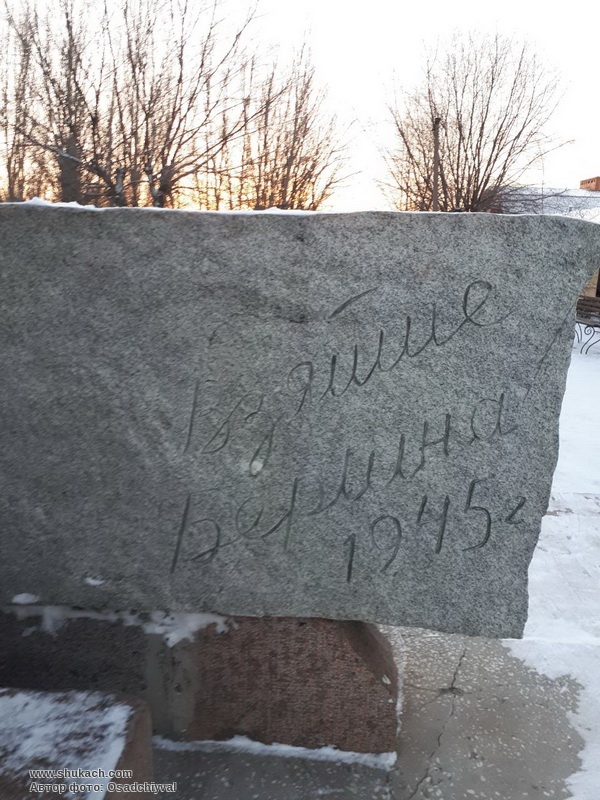 Взятие
Берлина
1945г
www.shukach.com
Автор фото: Osadchiyval